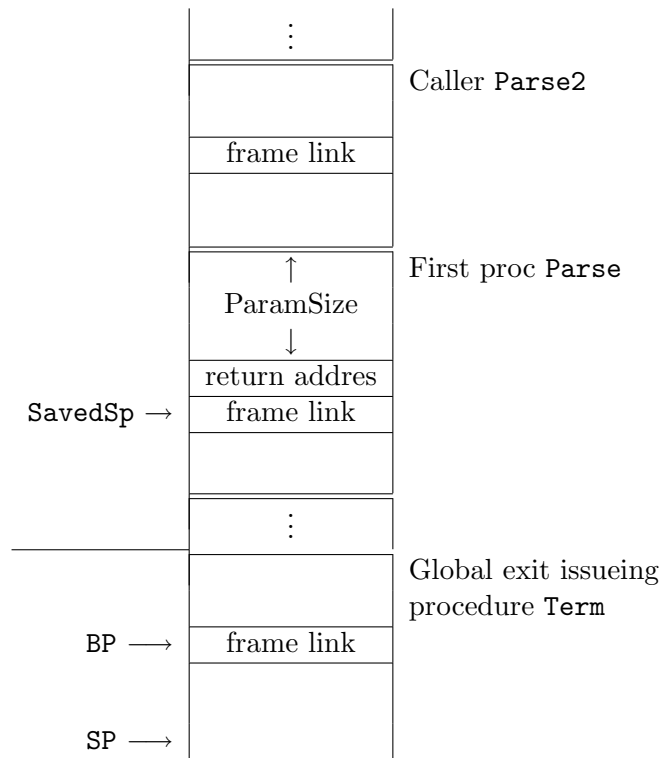 ⋮
Caller Parse2
frame link
↑
First proc Parse
ParamSize
↓
return addres
SavedSp → frame link
⋮
Global exit issueing
procedure Term
BP → frame link
SP →